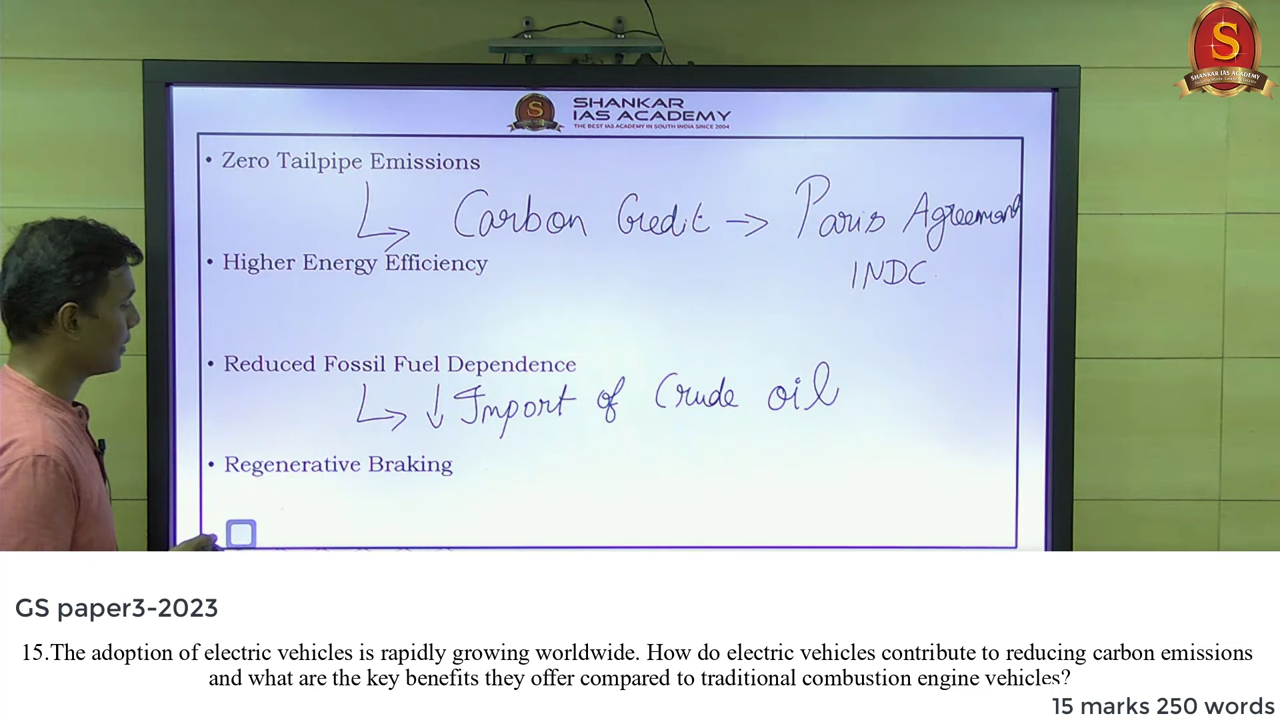 SHANKAR IAS ACADEMY
SHANKAR
IAS ACADEMY
THE BEST IAS ACADEMY IN SOUTH INDIA SINCE 2004
• Zero Tailpipe Emissions
Carbon Credit → Paris Agreement
INDC
• Higher Energy Efficiency
• Reduced Fossil Fuel Dependence
↓ Import of Crude oil
• Regenerative Braking
GS paper3-2023
15.The adoption of electric vehicles is rapidly growing worldwide. How do electric vehicles contribute to reducing carbon emissions
and what are the key benefits they offer compared to traditional combustion engine vehicles?
15 marks 250 words